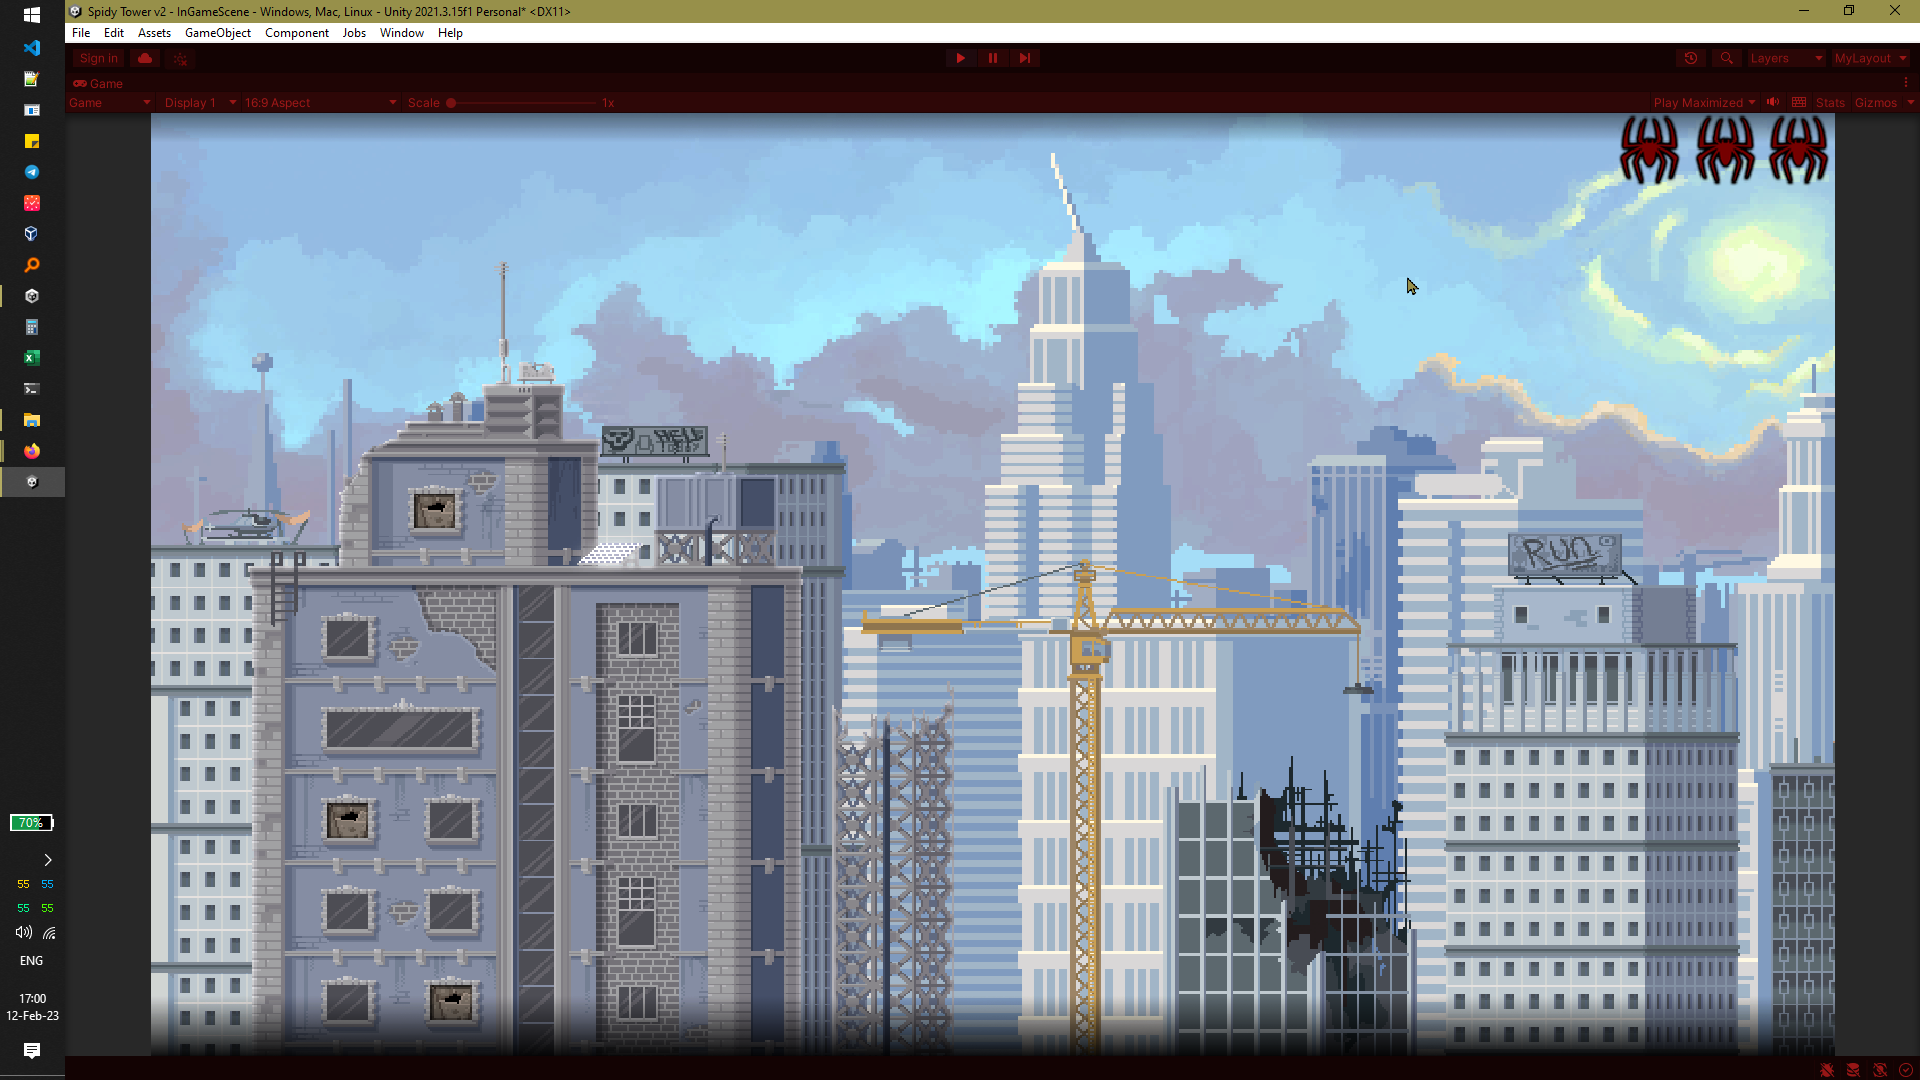 Spidy Tower v2 - InGameScene - Windows, Mac, Linux - Unity 2021.3.15f1 Personal* <DX11>
File Edit Assets GameObject Component Jobs Window Help
Sign in
Layers
MyLayout
Game
Game
Display 1
16:9 Aspect
Scale
1x
Play Maximized
Stats
Gizmos
RUN
70%
55 55
55 55
ENG
17:00
12-Feb-23